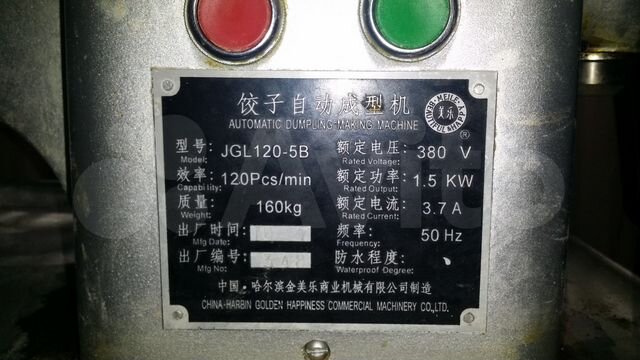 饺子自动成型机
AUTOMATIC DUMPLING MAKING MACHINE
美乐
MEILE
型号: JGL120-5B 额定电压: 380 V
Model: Rated Voltage:
效率: 120Pcs/min 额定功率: 1.5 KW
Capability: Rated Output:
质量: 160kg 额定电流: 3.7 A
Weight: Rated Current:
出厂时间: 频率: 50 Hz
Mfg Date: Frequency:
出厂编号: 防水程度:
Mfg No: Waterproof Degree:
中国·哈尔滨金美乐商业机械有限公司制造
CHINA·HARBIN GOLDEN HAPPINESS COMMERCIAL MACHINERY CO.,LTD.
Avito